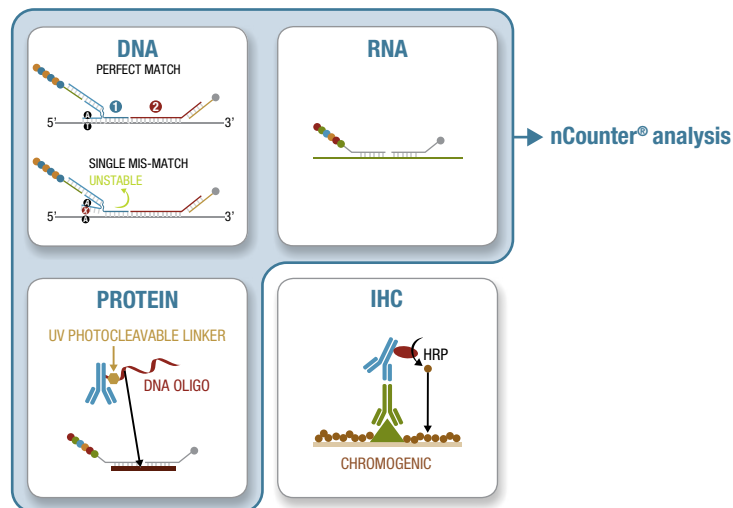 DNA
PERFECT MATCH
1
2
A
T
5’
3’
SINGLE MIS-MATCH
UNSTABLE
A
X
A
5’
3’
RNA
nCounter® analysis
PROTEIN
UV PHOTOCLEAVABLE LINKER
DNA OLIGO
IHC
HRP
CHROMOGENIC